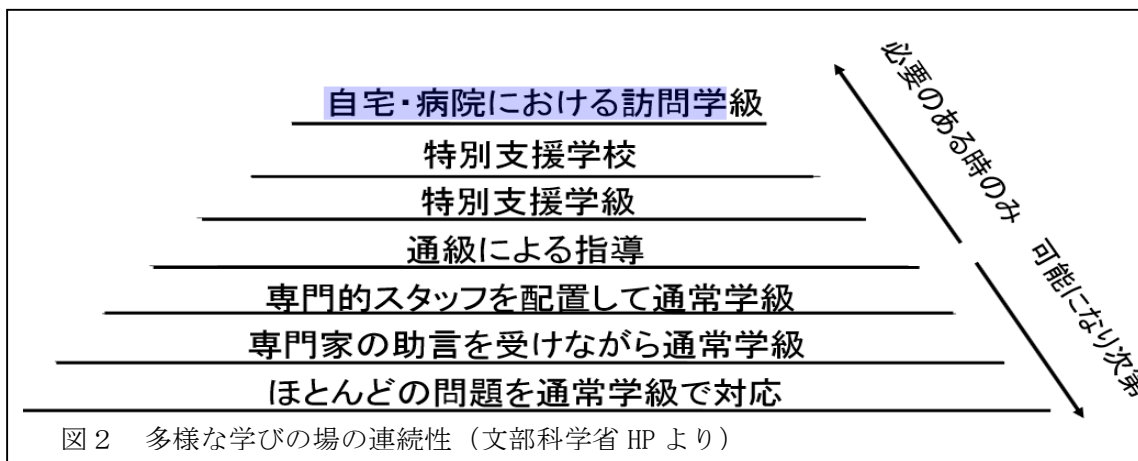 自宅・病院における訪問学級
特別支援学校
特別支援学級
通級による指導
専門的スタッフを配置して通常学級
専門家の助言を受けながら通常学級
ほとんどの問題を通常学級で対応
必要のある時のみ　可能になり次第
図２　多様な学びの場の連続性（文部科学省 HP より）